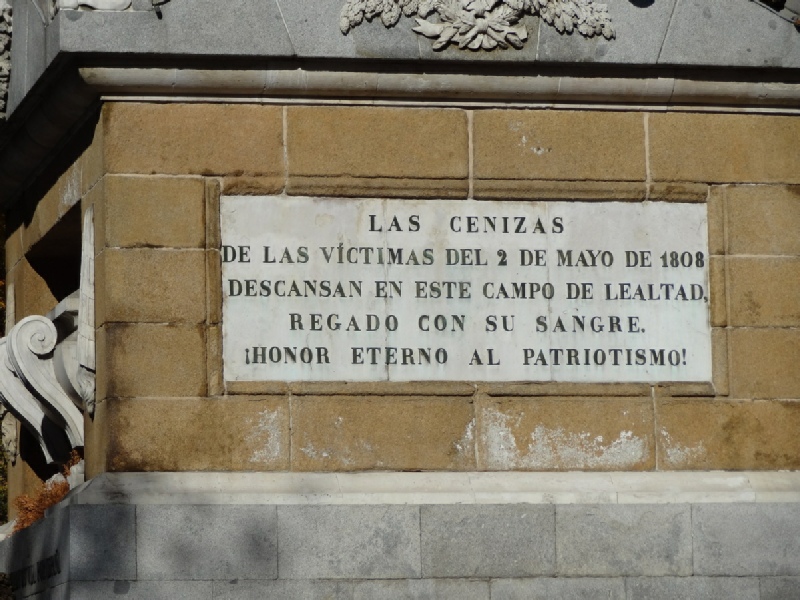 LAS CENIZAS
DE LAS VÍCTIMAS DEL 2 DE MAYO DE 1808
DESCANSAN EN ESTE CAMPO DE LEALTAD,
REGADO CON SU SANGRE.
¡HONOR ETERNO AL PATRIOTISMO!